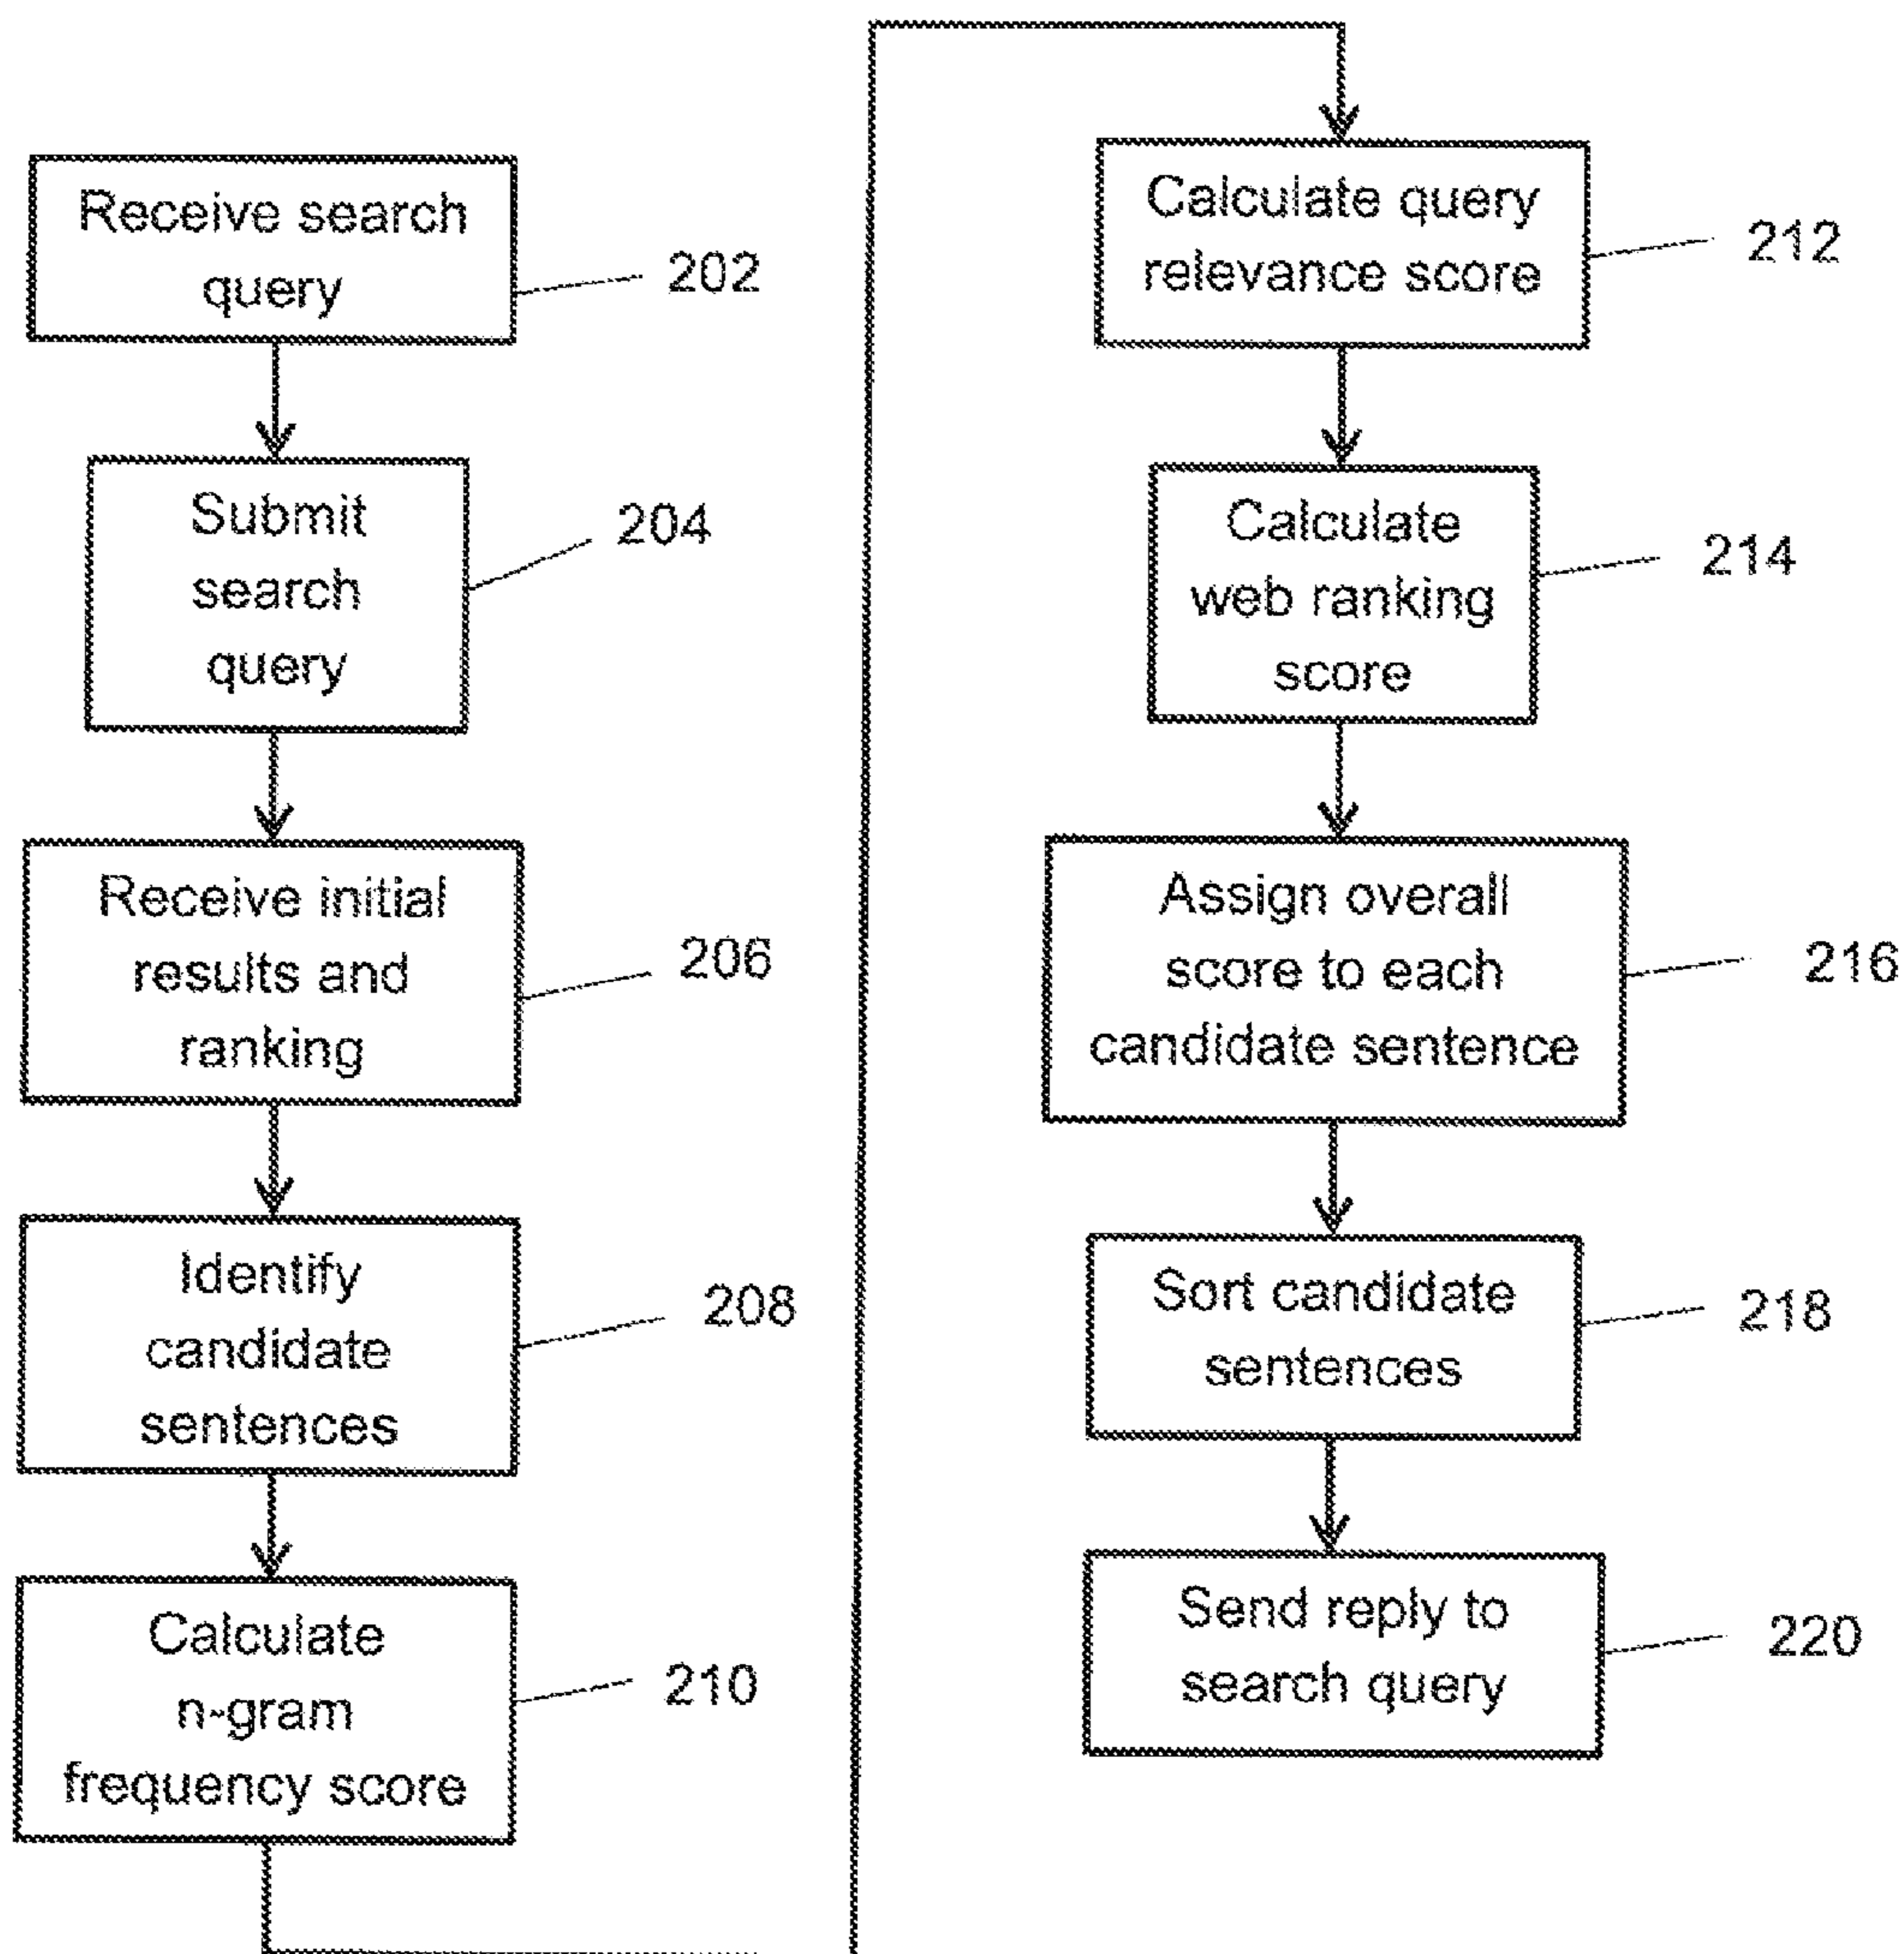 Receive search
query
202
Submit
search
query
204
Receive initial
results and
ranking
206
Identify
candidate
sentences
208
Calculate
n-gram
frequency score
210
Calculate query
relevance score
212
Calculate
web ranking
score
214
Assign overall
score to each
candidate sentence
216
Sort candidate
sentences
218
Send reply to
search query
220